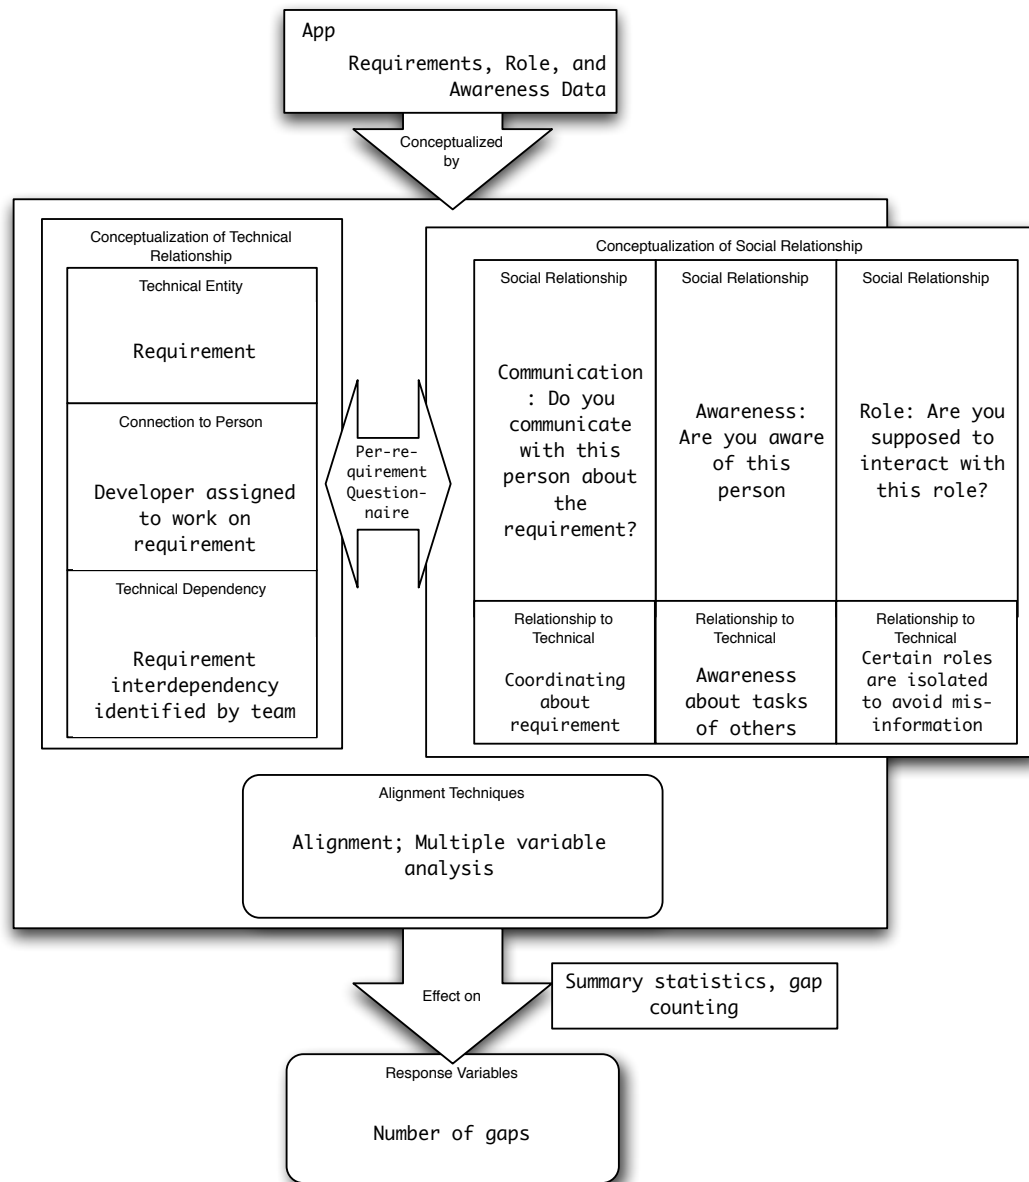 App
Requirements, Role, and
Awareness Data
Conceptualized
by
Conceptualization of Technical
Relationship
Technical Entity
Requirement
Connection to Person
Developer assigned
to work on
requirement
Technical Dependency
Requirement
interdependency
identified by team
Per-re-
quirement
Question-
naire
Conceptualization of Social Relationship
Social Relationship
Communication
: Do you
communicate
with this
person about
the
requirement?
Relationship to
Technical
Coordinating
about
requirement
Social Relationship
Awareness:
Are you aware
of this
person
Relationship to
Technical
Awareness
about tasks
of others
Social Relationship
Role: Are you
supposed to
interact with
this role?
Relationship to
Technical
Certain roles
are isolated
to avoid mis-
information
Alignment Techniques
Alignment; Multiple variable
analysis
Effect on
Summary statistics, gap
counting
Response Variables
Number of gaps